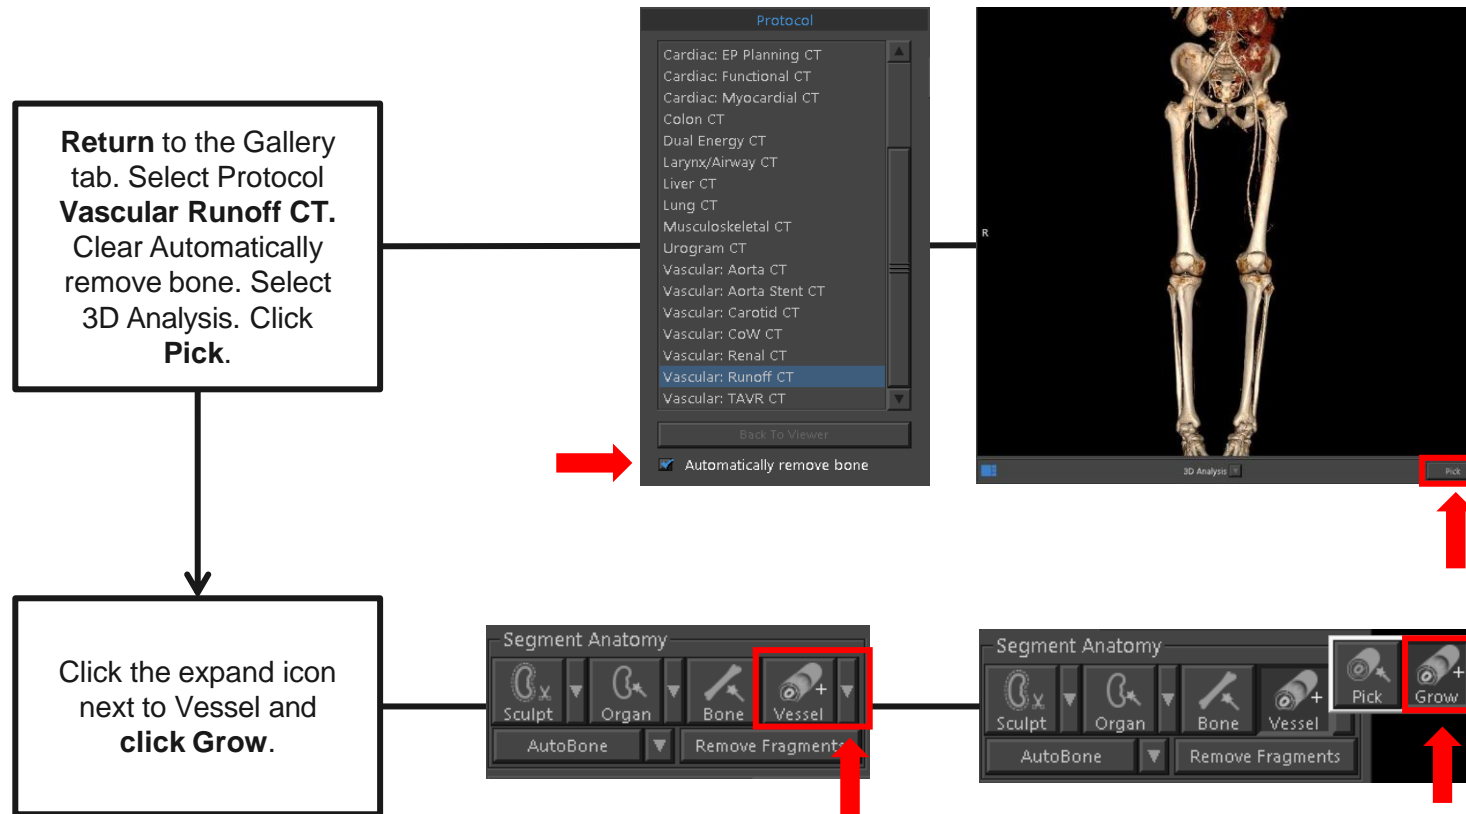 Return to the Gallery
tab. Select Protocol
Vascular Runoff CT.
Clear Automatically
remove bone. Select
3D Analysis. Click
Pick.
Protocol
Cardiac: EP Planning CT
Cardiac: Functional CT
Cardiac: Myocardial CT
Colon CT
Dual Energy CT
Larynx/Airway CT
Liver CT
Lung CT
Musculoskeletal CT
Urogram CT
Vascular: Aorta CT
Vascular: Aorta Stent CT
Vascular: Carotid CT
Vascular: CoW CT
Vascular: Renal CT
Vascular: Runoff CT
Vascular: TAVR CT
Back To Viewer
Automatically remove bone
S
R
3D Analysis
Pick
Click the expand icon
next to Vessel and
click Grow.
Segment Anatomy
Sculpt Organ Bone Vessel
AutoBone Remove Fragments
Segment Anatomy
Sculpt Organ Bone Vessel
Pick Grow
AutoBone Remove Fragments